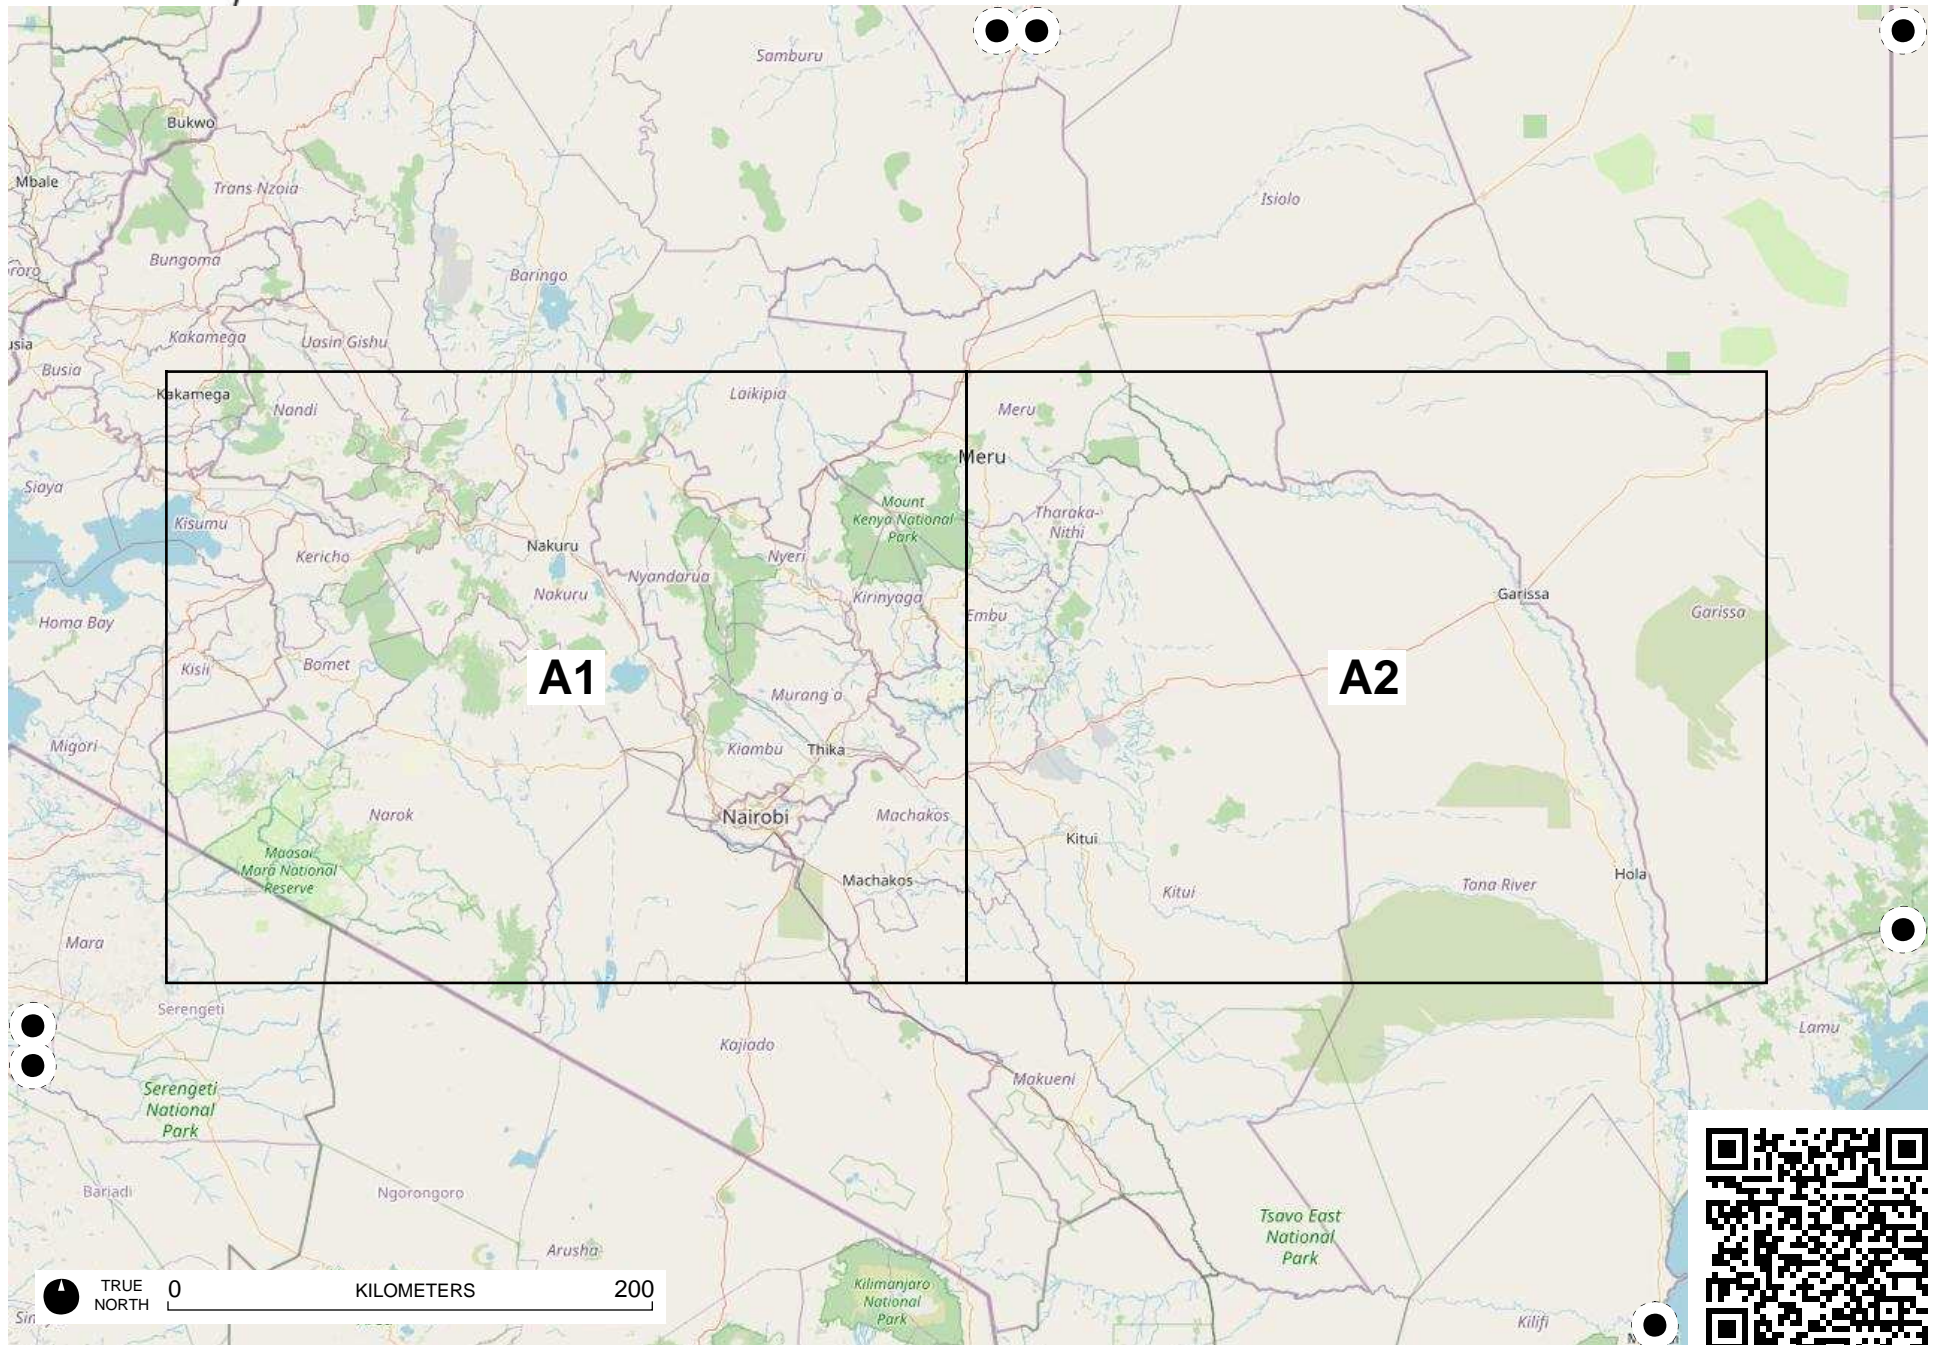 Samburu
Bukwo
Mbale
Trans Nzoia
Isiolo
Bungoma
Baringo
Kakamega
Uasin Gishu
Busia
Kakamega
Nandi
Laikipia
Meru
Meru
Siaya
Kisumu
Mount
Kenya National
Park
Tharaka-
Nithi
Kericho
Nakuru
Nyeri
Nyandarua
Nakuru
Kirinyaga
Garissa
Homa Bay
Embu
Garissa
Kisii
Bomet
A1
A2
Murang'a
Migori
Kiambu
Thika
Narok
Nairobi
Machakos
Kitui
Maasai
Mara National
Reserve
Machakos
Hola
Kitui
Tana River
Mara
Serengeti
Lamu
Kajiado
Makueni
Serengeti
National
Park
Bariadi
Ngorongoro
Tsavo East
National
Park
Arusha
Kilimanjaro
National
Park
TRUE
NORTH
0
KILOMETERS
200
Kilifi